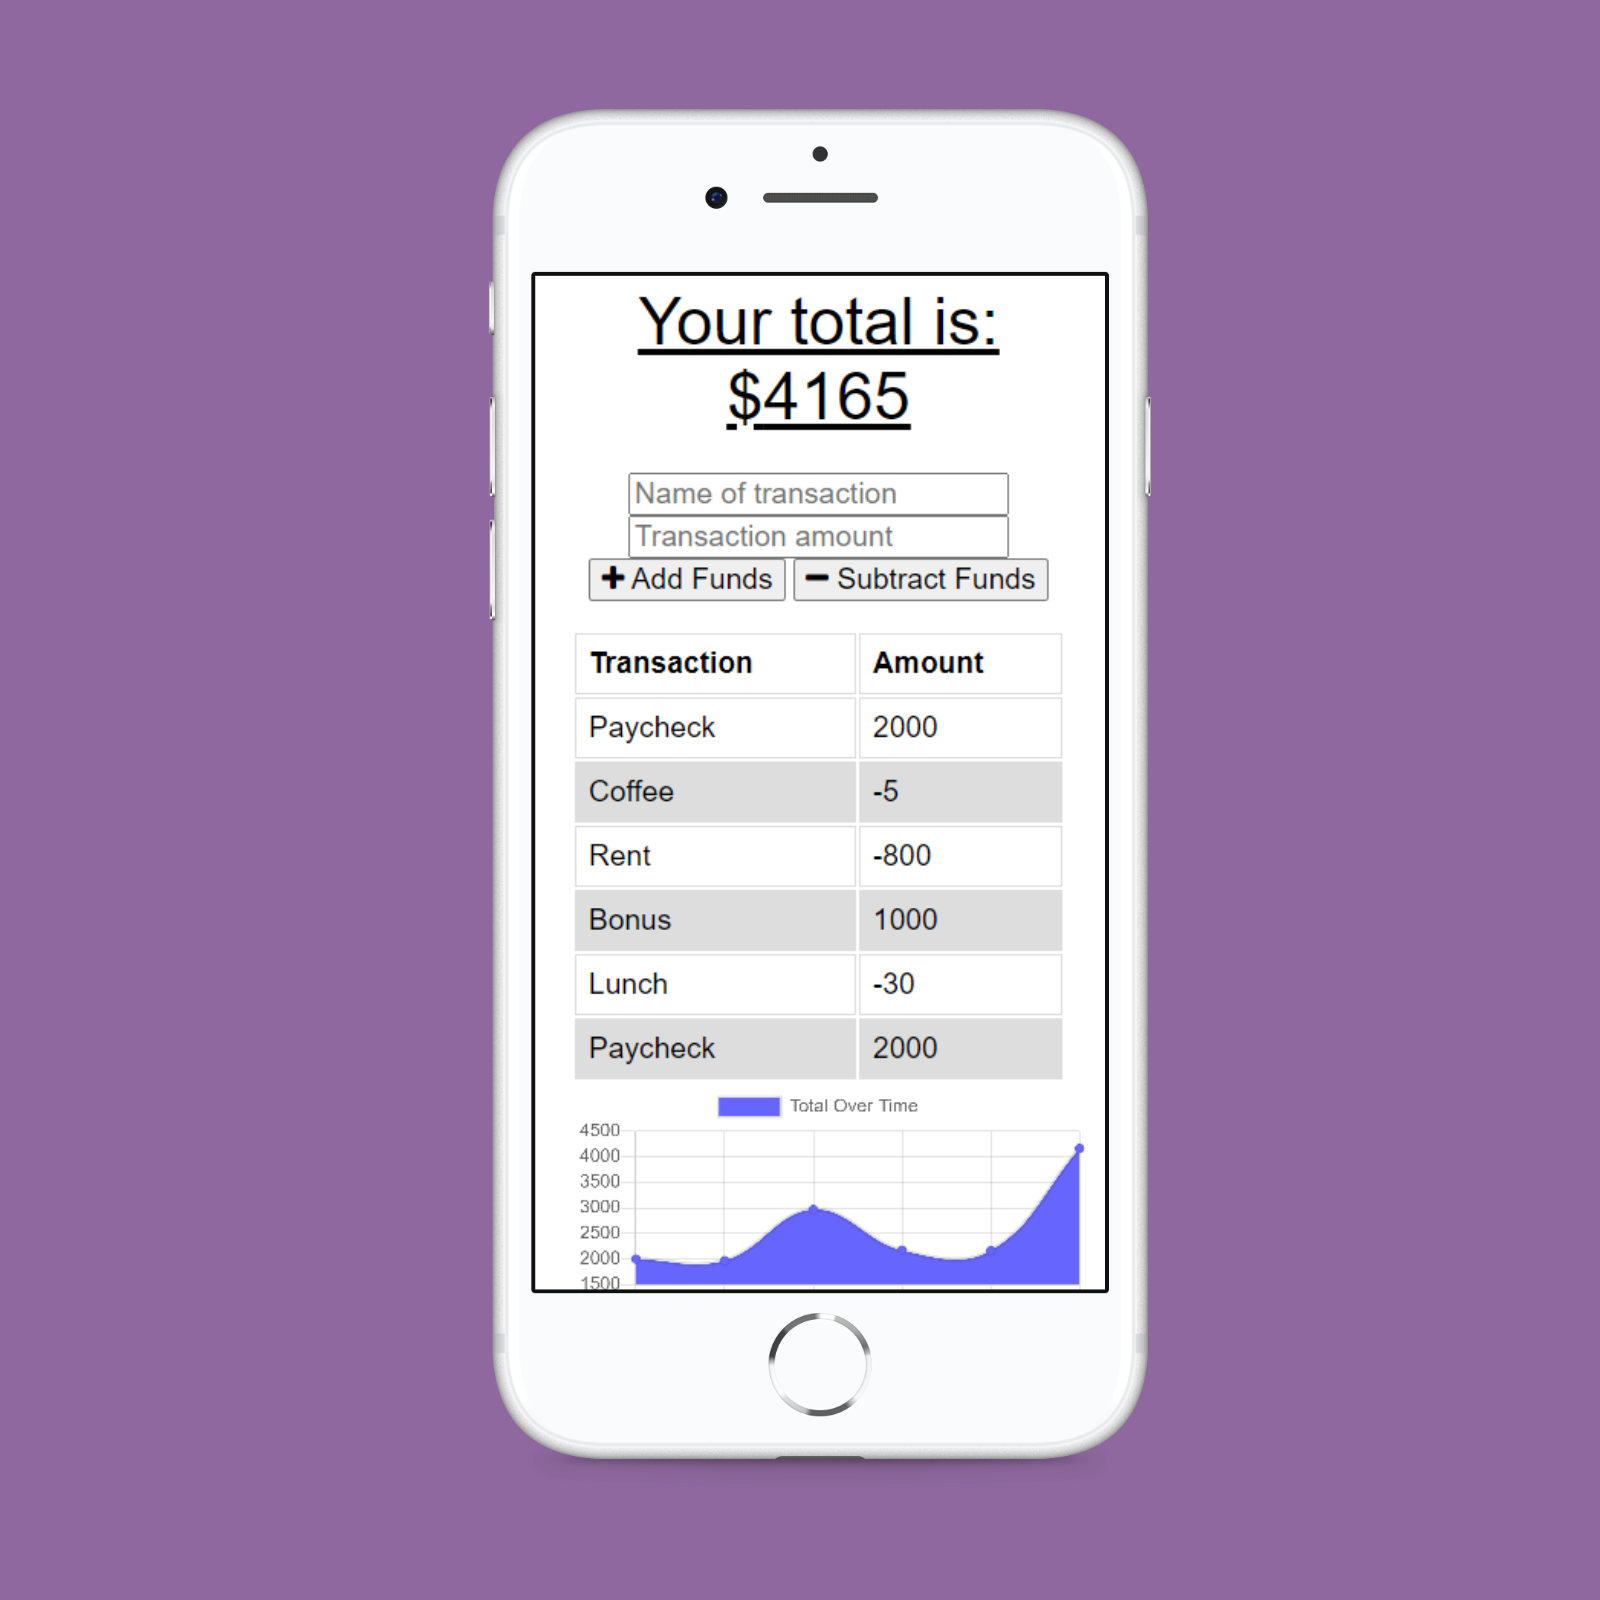 Your total is:
$4165
Name of transaction
Transaction amount
Add Funds
Subtract Funds
Transaction Amount
Paycheck 2000
Coffee -5
Rent -800
Bonus 1000
Lunch -30
Paycheck 2000
Total Over Time
4500
4000
3500
3000
2500
2000
1500